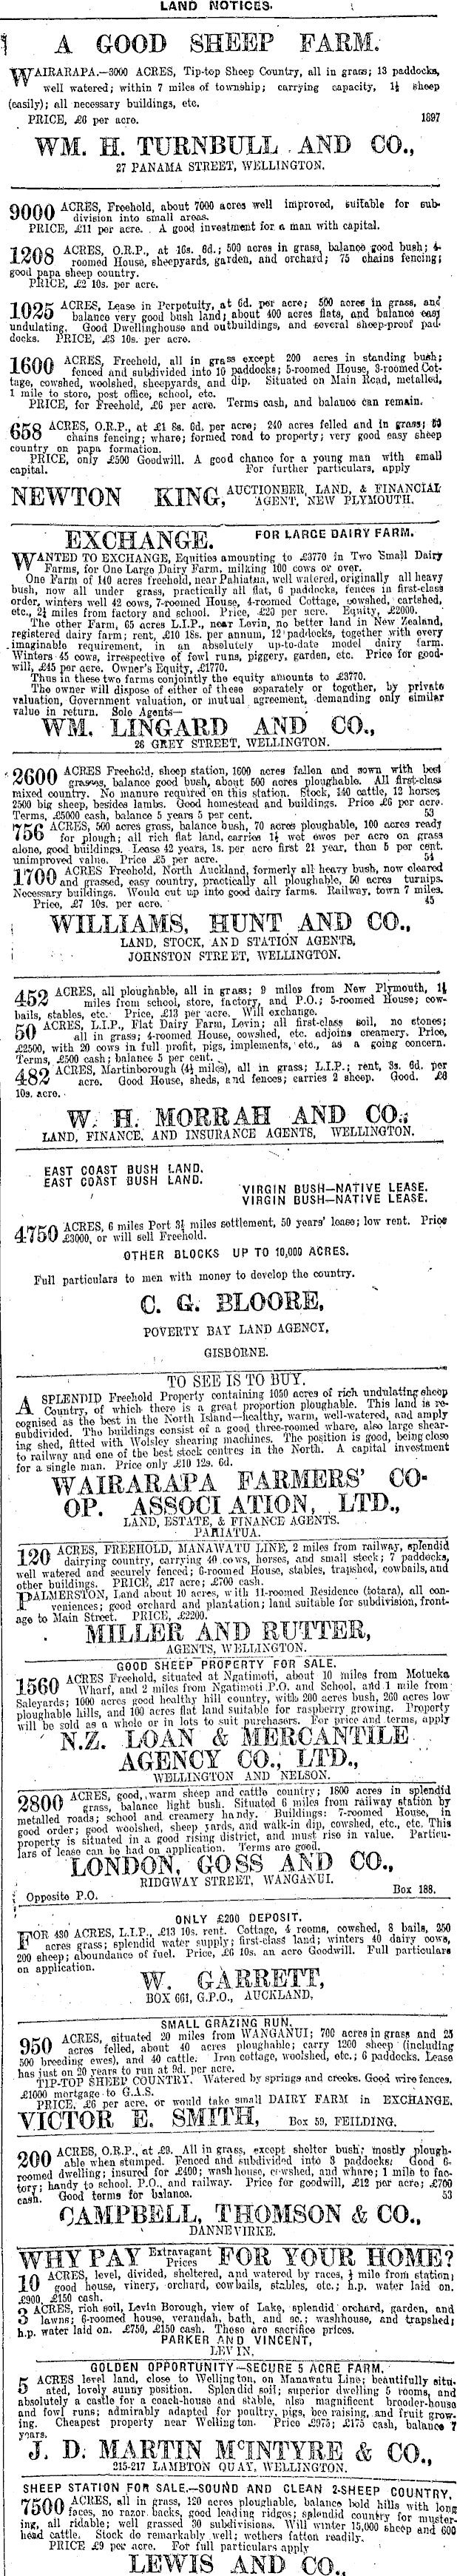 LAND NOTICES.
A GOOD SHEEP FARM.
WAIRARAPA.—3000 ACRES, Tip-top Sheep Country, all in grass; 13 paddocks,
well watered; within 7 miles of township; carrying capacity, 1½ sheep
(easily); all necessary buildings, etc.
PRICE, £6 per acre. 1897
WM. H. TURNBULL AND CO.,
27 PANAMA STREET, WELLINGTON.
9000 ACRES, Freehold, about 7000 acres well improved, suitable for sub-
division into small areas.
PRICE, £11 per acre. A good investment for a man with capital.
1208 ACRES, O.R.P., at 16s. 6d.; 500 acres in grass, balance good bush; 4-
roomed House, sheepyards, garden, and orchard; 75 chains fencing;
good papa sheep country.
PRICE, £2 10s. per acre.
1025 ACRES, Lease in Perpetuity, at 6d. per acre; 500 acres in grass, and
balance very good bush land; about 400 acres flats, and balance easy
undulating. Good Dwellinghouse and outbuildings, and several sheep-proof pad-
docks. PRICE, £3 10s. per acre.
1600 ACRES, Freehold, all in grass except 200 acres in standing bush;
fenced and subdivided into 10 paddocks; 5-roomed House, 3-roomed Cot-
tage, cowshed, woolshed, sheepyards, and dip. Situated on Main Road, metalled,
1 mile to store, post office, school, etc.
PRICE, for Freehold, £6 per acre. Terms cash, and balance can remain.
658 ACRES, O.R.P., at £1 8s. 6d. per acre; 240 acres felled and in grass;
chains fencing; whare; formed road to property; very good easy sheep
country on papa formation.
PRICE, only £500 Goodwill. A good chance for a young man with small
capital. For further particulars, apply
NEWTON KING, AUCTIONEER, LAND, & FINANCIAL
AGENT, NEW PLYMOUTH.
EXCHANGE. FOR LARGE DAIRY FARM.
WANTED TO EXCHANGE, Equities amounting to £3770 in Two Small Dairy
Farms, for One Large Dairy Farm, milking 100 cows or over.
One Farm of 140 acres freehold, near Pahiatua, well watered, originally all heavy
bush, now all under grass, practically all flat, 6 paddocks, fences in first-class
order, winters well 42 cows, 7-roomed House, 4-roomed Cottage, cowshed, cartshed,
etc., 2½ miles from factory and school. Price, £20 per acre. Equity, £2000.
The other Farm, 65 acres L.I.P., near Levin, no better land in New Zealand,
registered dairy farm; rent, £10 18s. per annum, 12 paddocks, together with every
imaginable requirement, in an absolutely up-to-date model dairy farm.
Winters 45 cows, irrespective of fowl runs, piggery, garden, etc. Price for good-
will, £45 per acre. Owner's Equity, £1770.
Thus in these two farms conjointly the equity amounts to £3770.
The owner will dispose of either of these separately or together, by private
valuation, Government valuation, or mutual agreement, demanding only similar
value in return. Sole Agents—
WM. LINGARD AND CO.,
26 GREY STREET, WELLINGTON.
2600 ACRES Freehold, sheep station, 1600 acres fallen and sown with best
grasses, balance good bush, about 500 acres ploughable. All first-class
mixed country. No manure required on this station. Stock, 140 cattle, 12 horses,
2500 big sheep, besides lambs. Good homestead and buildings. Price £6 per acre.
Terms, £5000 cash, balance 5 years 5 per cent. 53
756 ACRES, 500 acres grass, balance bush, 70 acres ploughable, 100 acres ready
for plough; all rich flat land, carries 1½ wet ewes per acre on grass
alone, good buildings. Lease 42 years, 1s. per acre first 21 year, then 5 per cent.
unimproved value. Price £5 per acre. 54
1700 ACRES Freehold, North Auckland, formerly all heavy bush, now cleared
and grassed, easy country, practically all ploughable, 50 acres turnips.
Necessary buildings. Would cut up into good dairy farms. Railway, town 7 miles.
Price, £7 10s. per acre. 45
WILLIAMS, HUNT AND CO.,
LAND, STOCK, AND STATION AGENTS,
JOHNSTON STREET, WELLINGTON.
452 ACRES, all ploughable, all in grass; 9 miles from New Plymouth, 1½
miles from school, store, factory, and P.O.; 5-roomed House; cow-
bails, stables, etc. Price, £13 per acre. Will exchange.
50 ACRES, L.I.P., Flat Dairy Farm, Levin; all first-class soil, no stones;
all in grass; 4-roomed House, cowshed, etc. adjoins creamery. Price,
£2500, with 20 cows in full profit, pigs, implements, etc., as a going concern.
Terms, £500 cash; balance 5 per cent.
482 ACRES, Martinborough (4½ miles), all in grass; L.I.P.; rent, 3s. 6d. per
acre. Good House, sheds, and fences; carries 2 sheep. Good. £6
10s. acre.
W. H. MORRAH AND CO.,
LAND, FINANCE, AND INSURANCE AGENTS, WELLINGTON.
EAST COAST BUSH LAND.
EAST COAST BUSH LAND.
VIRGIN BUSH—NATIVE LEASE.
VIRGIN BUSH—NATIVE LEASE.
4750 ACRES, 6 miles Port 3½ miles settlement, 50 years' lease; low rent. Price
£3000, or will sell Freehold.
OTHER BLOCKS UP TO 10,000 ACRES.
Full particulars to men with money to develop the country.
C. G. BLOORE,
POVERTY BAY LAND AGENCY,
GISBORNE.
TO SEE IS TO BUY.
A SPLENDID Freehold Property containing 1050 acres of rich undulating sheep
Country, of which there is a great proportion ploughable. This land is re-
cognised as the best in the North Island—healthy, warm, well-watered, and amply
subdivided. The buildings consist of a good three-roomed whare, also large shear-
ing shed, fitted with Wolsley shearing machines. The position is good, being close
to railway and one of the best stock centres in the North. A capital investment
for a single man. Price only £10 12s. 6d.
WAIRARAPA FARMERS' CO-
OP. ASSOCIATION, LTD.,
LAND, ESTATE, & FINANCE AGENTS.
PAHIATUA.
120 ACRES, FREEHOLD, MANAWATU LINE, 2 miles from railway, splendid
dairying country, carrying 40 cows, horses, and small stock; 7 paddocks,
well watered and securely fenced; 6-roomed House, stables, trapshed, cowbails, and
other buildings. PRICE, £17 acre; £700 cash.
PALMERSTON, Land about 10 acres, with 11-roomed Residence (totara), all con-
veniences; good orchard and plantation; land suitable for subdivision, front-
age to Main Street. PRICE, £2200.
MILLER AND RUTTER,
AGENTS, WELLINGTON.
GOOD SHEEP PROPERTY FOR SALE.
1560 ACRES Freehold, situated at Ngatimoti, about 10 miles from Motueka
Wharf, and 2 miles from Ngatimoti P.O. and School, and 1 mile from
Saleyards; 1000 acres good healthy hill country, with 200 acres bush, 260 acres low
ploughable hills, and 100 acres flat land suitable for raspberry growing. Property
will be sold as a whole or in lots to suit purchasers. For price and terms, apply
N.Z. LOAN & MERCANTILE
AGENCY CO., LTD.,
WELLINGTON AND NELSON.
2800 ACRES, good, warm sheep and cattle country; 1800 acres in splendid
grass, balance light bush. Situated 6 miles from railway station by
metalled roads; school and creamery handy. Buildings: 7-roomed House, in
good order; good woolshed, sheep yards, and walk-in dip, cowshed, etc., etc. This
property is situated in a good rising district, and must rise in value. Particu-
lars of lease can be had on application. Terms are good.
LONDON, GOSS AND CO.,
RIDGWAY STREET, WANGANUI.
Opposite P.O. Box 188.
ONLY £200 DEPOSIT.
FOR 430 ACRES, L.I.P., £13 10s. rent. Cottage, 4 rooms, cowshed, 8 bails, 250
acres grass; splendid water supply; first-class land; winters 40 dairy cows,
200 sheep; aboundance of fuel. Price, £6 10s. an acre Goodwill. Full particulars
on application.
W. GARRETT,
BOX 661, G.P.O., AUCKLAND.
SMALL GRAZING RUN.
950 ACRES, situated 20 miles from WANGANUI; 700 acres in grass and 25
acres felled, about 40 acres ploughable; carry 1200 sheep (including
500 breeding ewes), and 40 cattle. Iron cottage, woolshed, etc.; 6 paddocks. Lease
has just on 20 years to run at 9d. per acre.
TIP-TOP SHEEP COUNTRY. Watered by springs and creeks. Good wire fences.
£1000 mortgage to G.A.S.
PRICE, £6 per acre, or would take small DAIRY FARM in EXCHANGE.
VICTOR E. SMITH, Box 59, FEILDING.
200 ACRES, O.R.P., at £9. All in grass, except shelter bush; mostly plough-
able when stumped. Fenced and subdivided into 8 paddocks. Good 6-
roomed dwelling; insured for £400; washhouse, cowshed, and whare; 1 mile to fac-
tory; handy to school, P.O., and railway. Price for goodwill, £12 per acre; £700
cash. Good terms for balance. 53
CAMPBELL, THOMSON & CO.,
DANNEVIRKE.
WHY PAY Extravagant Prices FOR YOUR HOME?
10 ACRES, level, divided, sheltered, and watered by races, ½ mile from station;
good house, vinery, orchard, cowbails, stables, etc.; h.p. water laid on.
£900, £150 cash.
3 ACRES, rich soil, Levin Borough, view of Lake, splendid orchard, garden, and
lawns; 6-roomed house, verandah, bath, and sc.; washhouse, and trapshed;
h.p. water laid on. £750, £150 cash. These are sacrifice prices.
PARKER AND VINCENT,
LEVIN.
GOLDEN OPPORTUNITY—SECURE 5 ACRE FARM.
5 ACRES level land, close to Wellington, on Manawatu Line; beautifully situ-
ated, lovely sunny position. Splendid soil; superior dwelling 5 rooms, and
absolutely a castle for a coach-house and stable, also magnificent brooder-house
and fowl runs; admirably adapted for poultry, pigs, bee raising, and fruit grow-
ing. Cheapest property near Wellington. Price £975; £175 cash, balance 7
years.
J. D. MARTIN McINTYRE & CO.,
215-217 LAMBTON QUAY, WELLINGTON.
SHEEP STATION FOR SALE.—SOUND AND CLEAN 2-SHEEP COUNTRY.
7500 ACRES, all in grass, 120 acres ploughable, balance bold hills with long
faces, no razor backs, good leading ridges; splendid country for muster-
ing, all ridable; well grassed 30 subdivisions. Will winter 15,000 sheep and 600
head cattle. Stock do remarkably well; wethers fatten readily.
PRICE £9 per acre. For full particulars apply
LEWIS AND CO.,